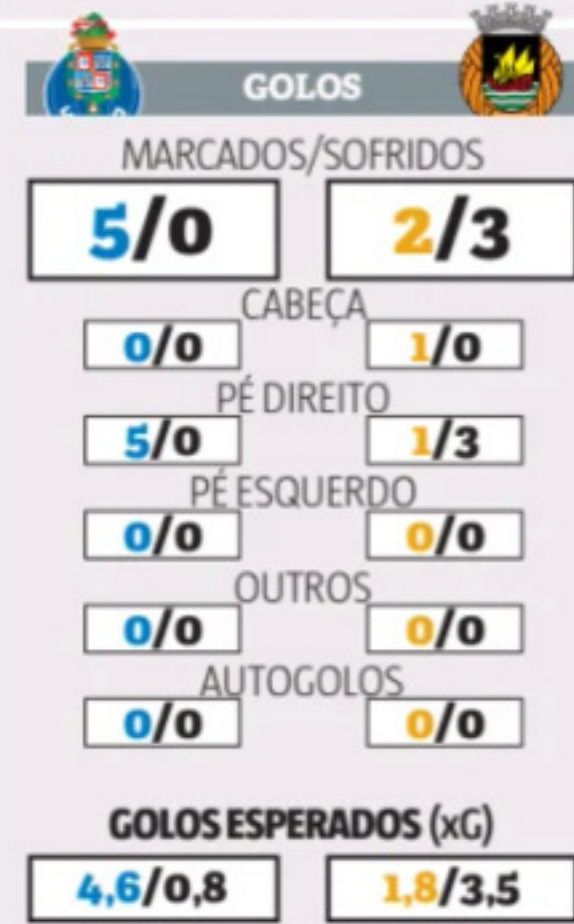 GOLOS
MARCADOS/SOFRIDOS
5/0 2/3
CABEÇA
0/0 1/0
PÉ DIREITO
5/0 1/3
PÉ ESQUERDO
0/0 0/0
OUTROS
0/0 0/0
AUTOGOLOS
0/0 0/0
GOLOS ESPERADOS (xG)
4,6/0,8 1,8/3,5